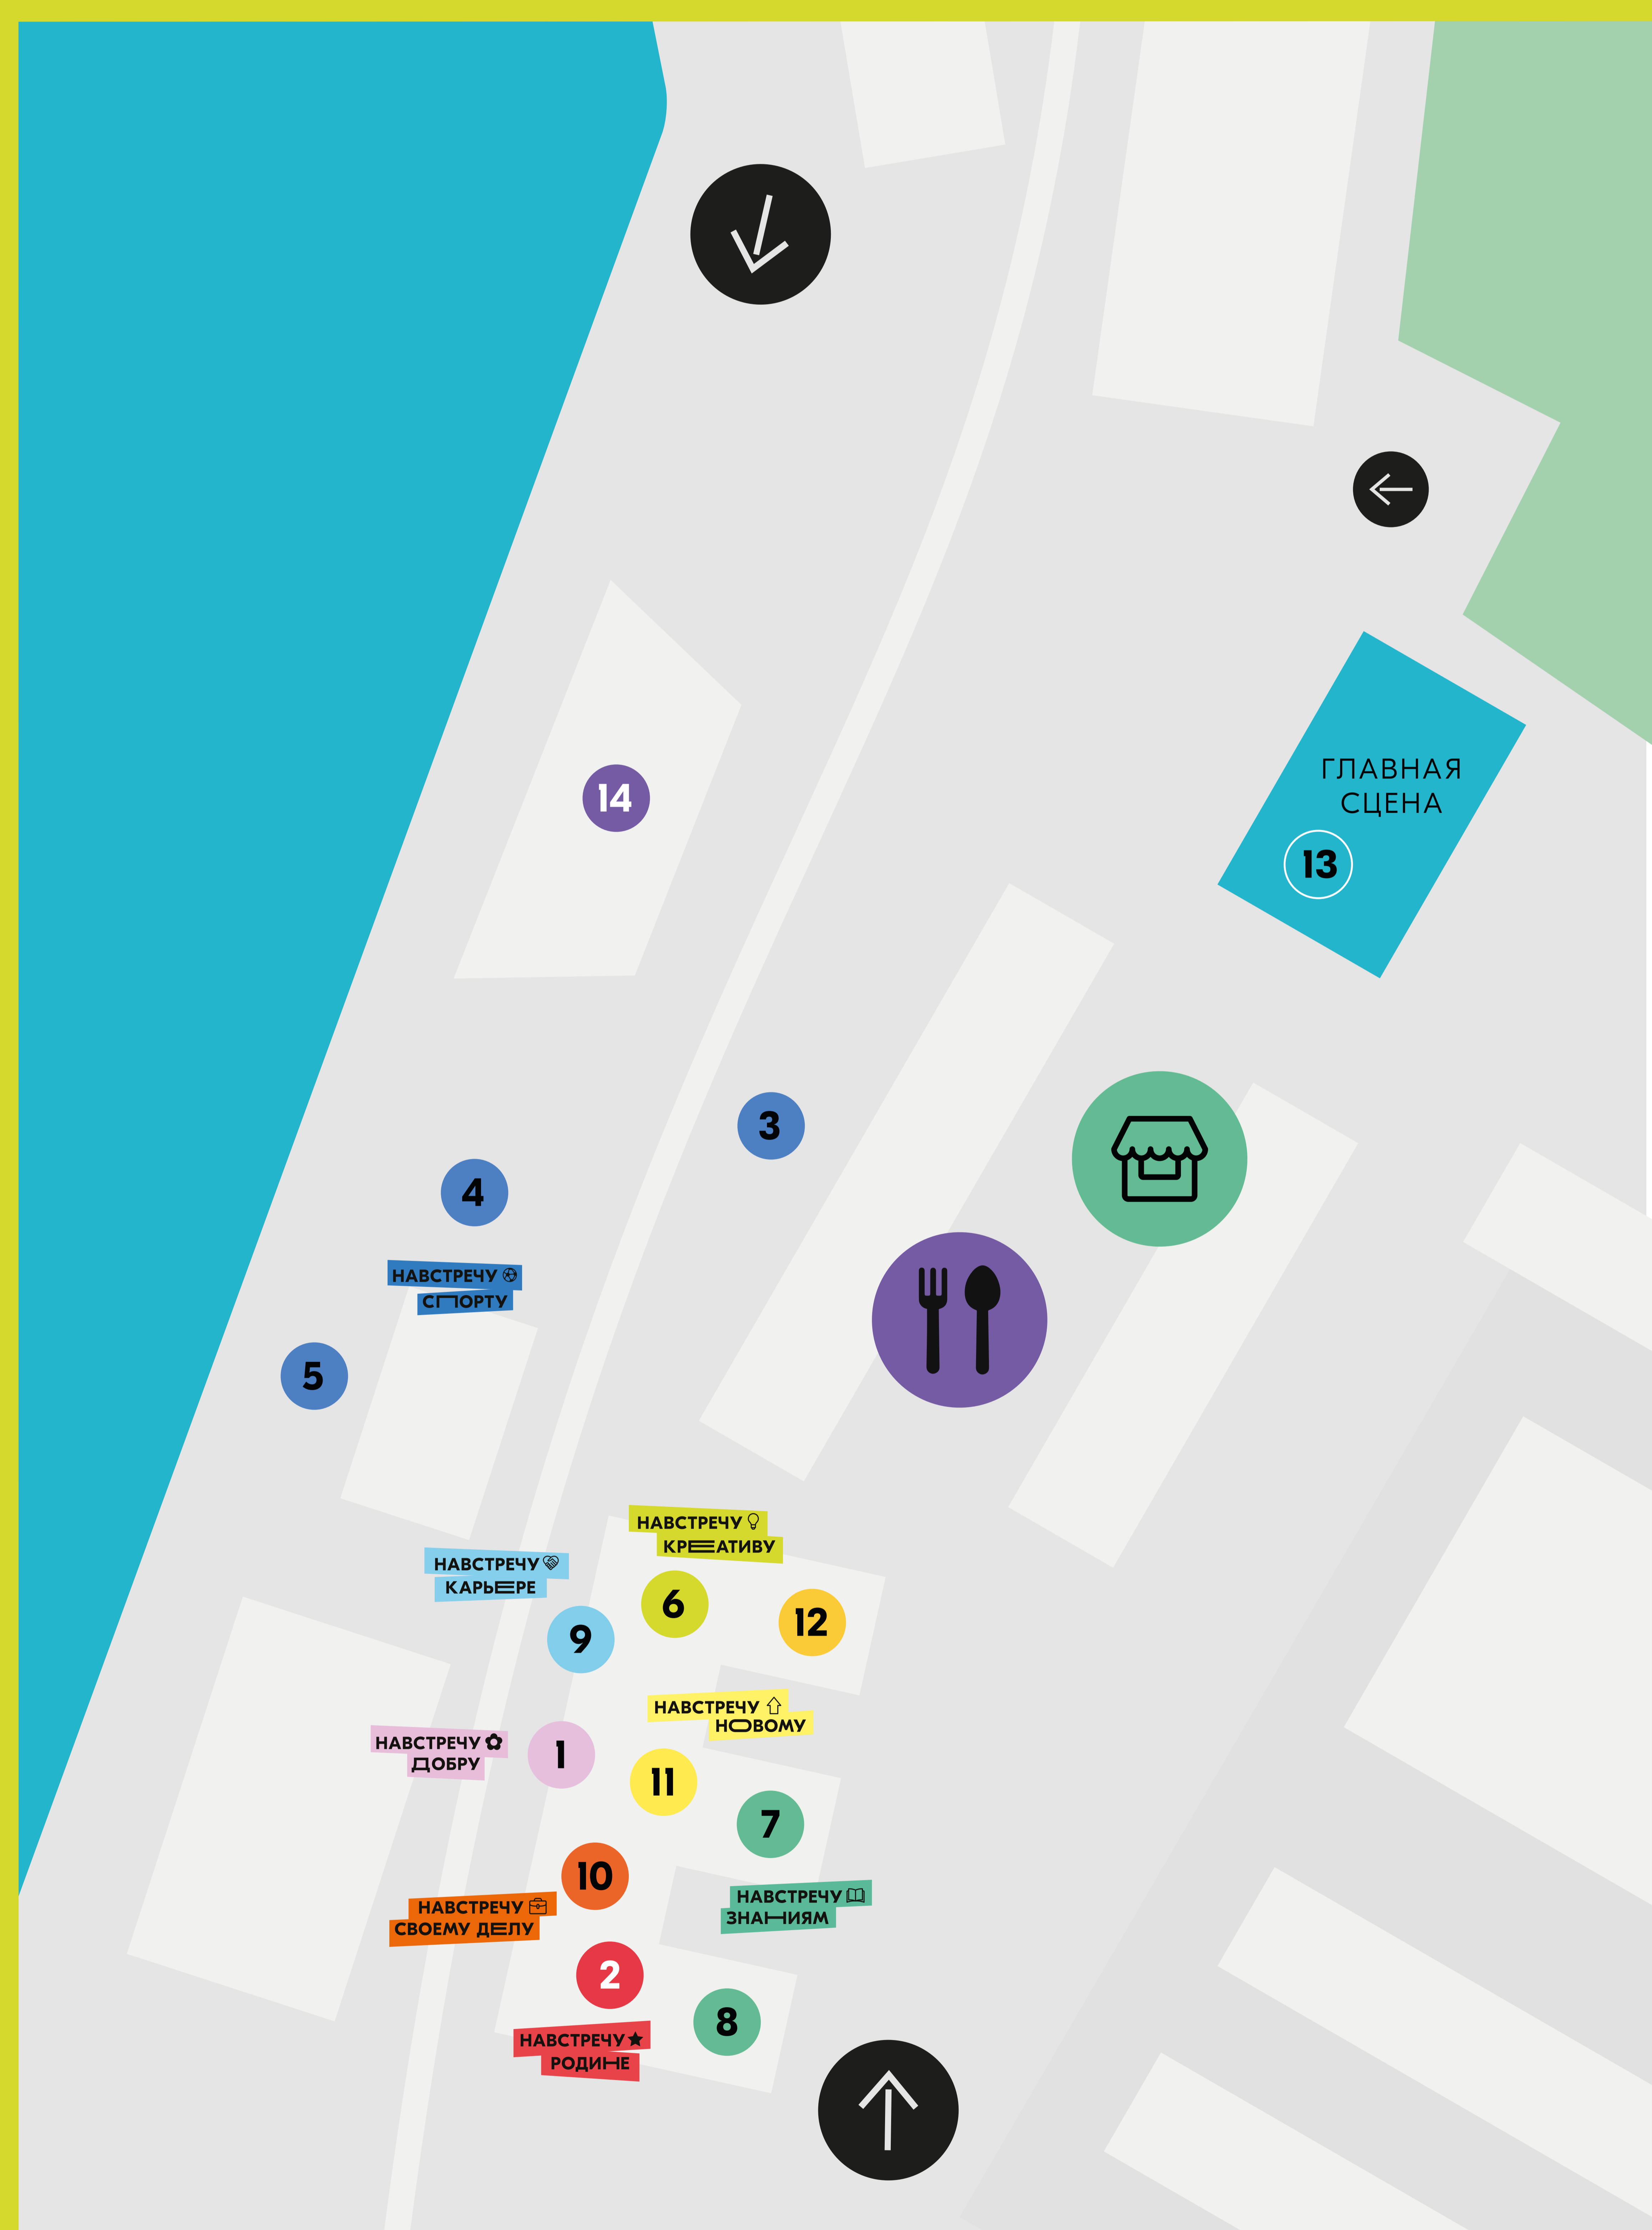 ГЛАВНАЯ
СЦЕНА
14
13
3
4
НАВСТРЕЧУ
СПОРТУ
5
НАВСТРЕЧУ
КРЕАТИВУ
НАВСТРЕЧУ
КАРЬЕРЕ
6
12
9
НАВСТРЕЧУ
НОВОМУ
НАВСТРЕЧУ
ДОБРУ
1
11
7
10
НАВСТРЕЧУ
ЗНАНИЯМ
НАВСТРЕЧУ
СВОЕМУ ДЕЛУ
2
8
НАВСТРЕЧУ
РОДИНЕ